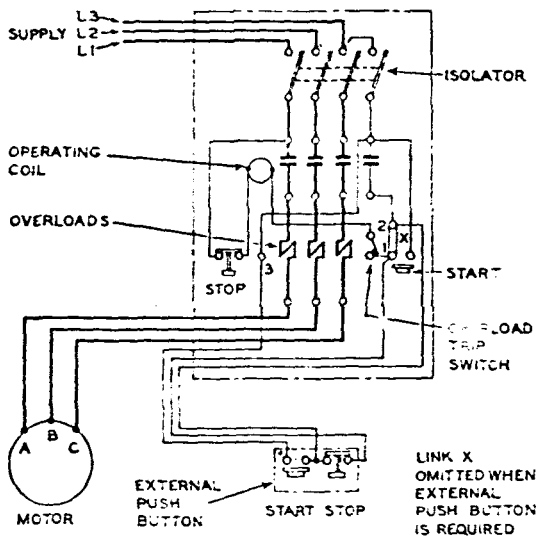 L3
SUPPLY L2
L1
ISOLATOR
OPERATING
COIL
OVERLOADS
2
X
1
3
STOP
START
TRIP
SWITCH
A B C
MOTOR
EXTERNAL
PUSH
BUTTON
START STOP
LINK X
OMITTED WHEN
EXTERNAL
PUSH BUTTON
IS REQUIRED